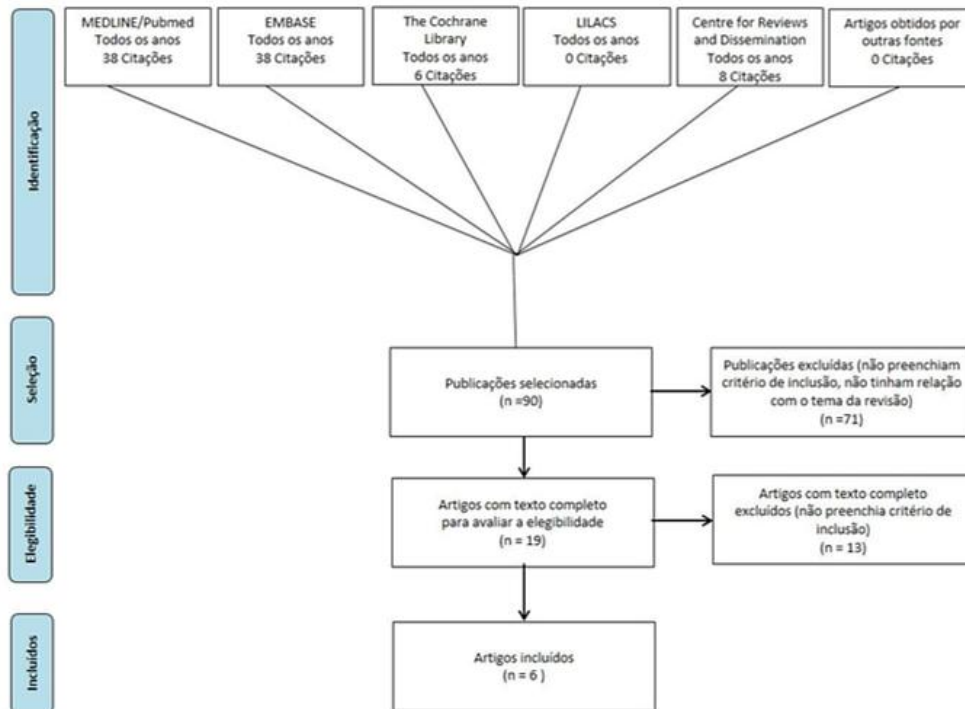 MEDLINE/Pubmed
Todos os anos
38 Citações
EMBASE
Todos os anos
38 Citações
The Cochrane
Library
Todos os anos
6 Citações
LILACS
Todos os anos
0 Citações
Centre for Reviews
and Dissemination
Todos os anos
8 Citações
Artigos obtidos por
outras fontes
0 Citações
Identificação
Seleção
Publicações selecionadas
(n =90)
Publicações excluídas (não preenchiam
critério de inclusão, não tinham relação
com o tema da revisão)
(n =71)
Elegibilidade
Artigos com texto completo
para avaliar a elegibilidade
(n = 19)
Artigos com texto completo
excluídos (não preenchia critério de
inclusão)
(n = 13)
Incluídos
Artigos incluídos
(n = 6 )